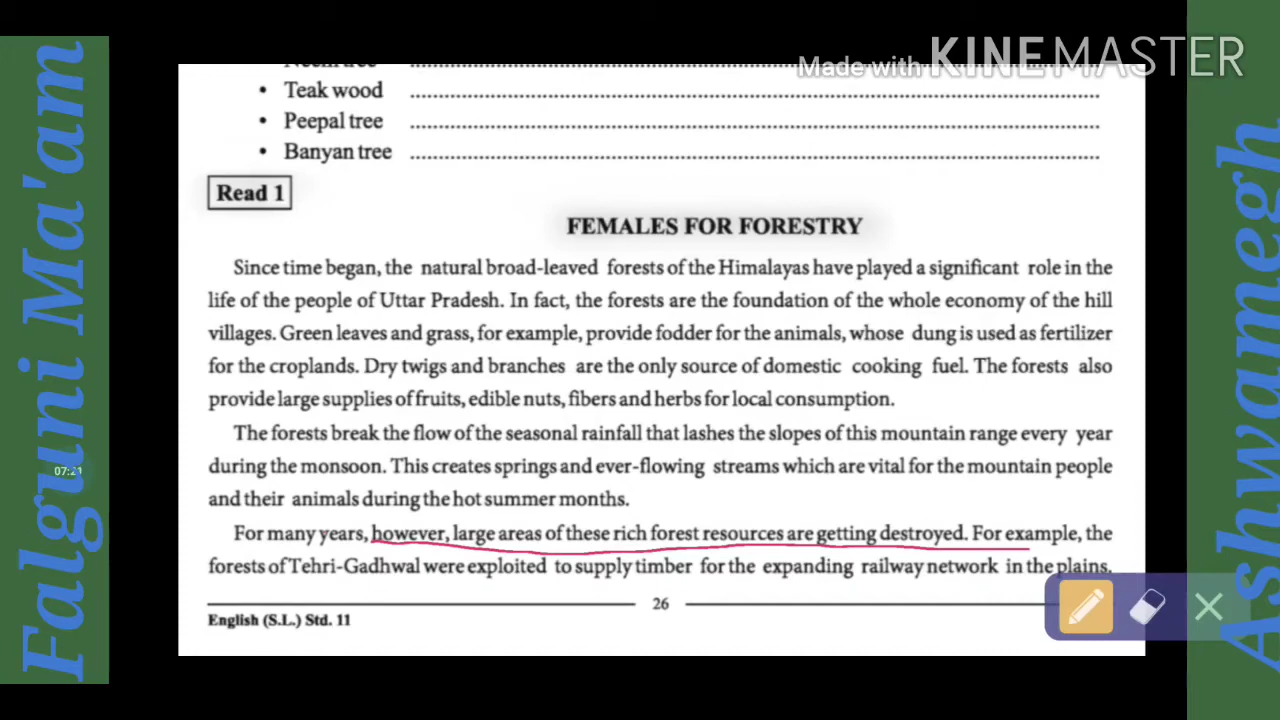 Falguni Ma'am
Made with KINEMASTER
Neem tree ........................................................................
• Teak wood ........................................................................
• Peepal tree ........................................................................
• Banyan tree ........................................................................
Read 1
FEMALES FOR FORESTRY
Since time began, the natural broad-leaved forests of the Himalayas have played a significant role in the
life of the people of Uttar Pradesh. In fact, the forests are the foundation of the whole economy of the hill
villages. Green leaves and grass, for example, provide fodder for the animals, whose dung is used as fertilizer
for the croplands. Dry twigs and branches are the only source of domestic cooking fuel. The forests also
provide large supplies of fruits, edible nuts, fibers and herbs for local consumption.
The forests break the flow of the seasonal rainfall that lashes the slopes of this mountain range every year
during the monsoon. This creates springs and ever-flowing streams which are vital for the mountain people
and their animals during the hot summer months.
For many years, however, large areas of these rich forest resources are getting destroyed. For example, the
forests of Tehri-Gadhwal were exploited to supply timber for the expanding railway network in the plains.
26
English (S.L.) Std. 11
07:21
Ashwamegh